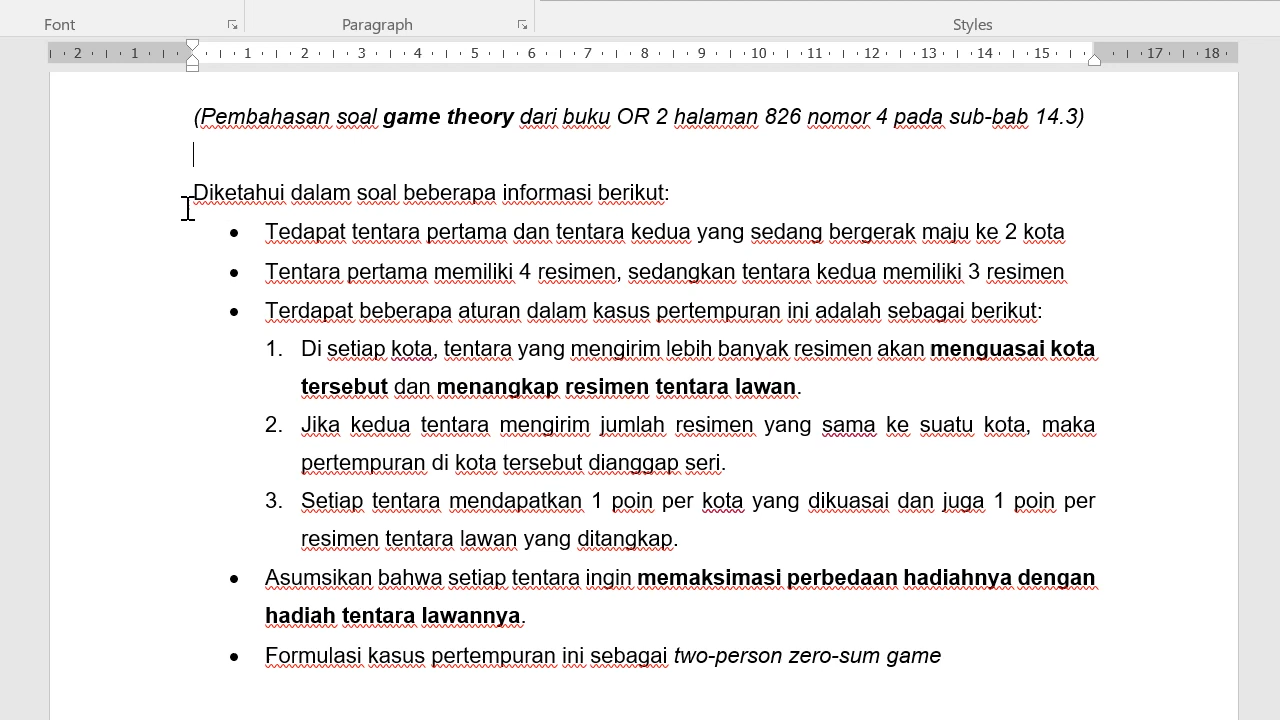 Font Paragraph Styles
2 1 1 2 3 4 5 6 7 8 9 10 11 12 13 14 15 17 18
(Pembahasan soal game theory dari buku OR 2 halaman 826 nomor 4 pada sub-bab 14.3)
Diketahui dalam soal beberapa informasi berikut:
• Tedapat tentara pertama dan tentara kedua yang sedang bergerak maju ke 2 kota
• Tentara pertama memiliki 4 resimen, sedangkan tentara kedua memiliki 3 resimen
• Terdapat beberapa aturan dalam kasus pertempuran ini adalah sebagai berikut:
1. Di setiap kota, tentara yang mengirim lebih banyak resimen akan menguasai kota
tersebut dan menangkap resimen tentara lawan.
2. Jika kedua tentara mengirim jumlah resimen yang sama ke suatu kota, maka
pertempuran di kota tersebut dianggap seri.
3. Setiap tentara mendapatkan 1 poin per kota yang dikuasai dan juga 1 poin per
resimen tentara lawan yang ditangkap.
• Asumsikan bahwa setiap tentara ingin memaksimasi perbedaan hadiahnya dengan
hadiah tentara lawannya.
• Formulasi kasus pertempuran ini sebagai two-person zero-sum game